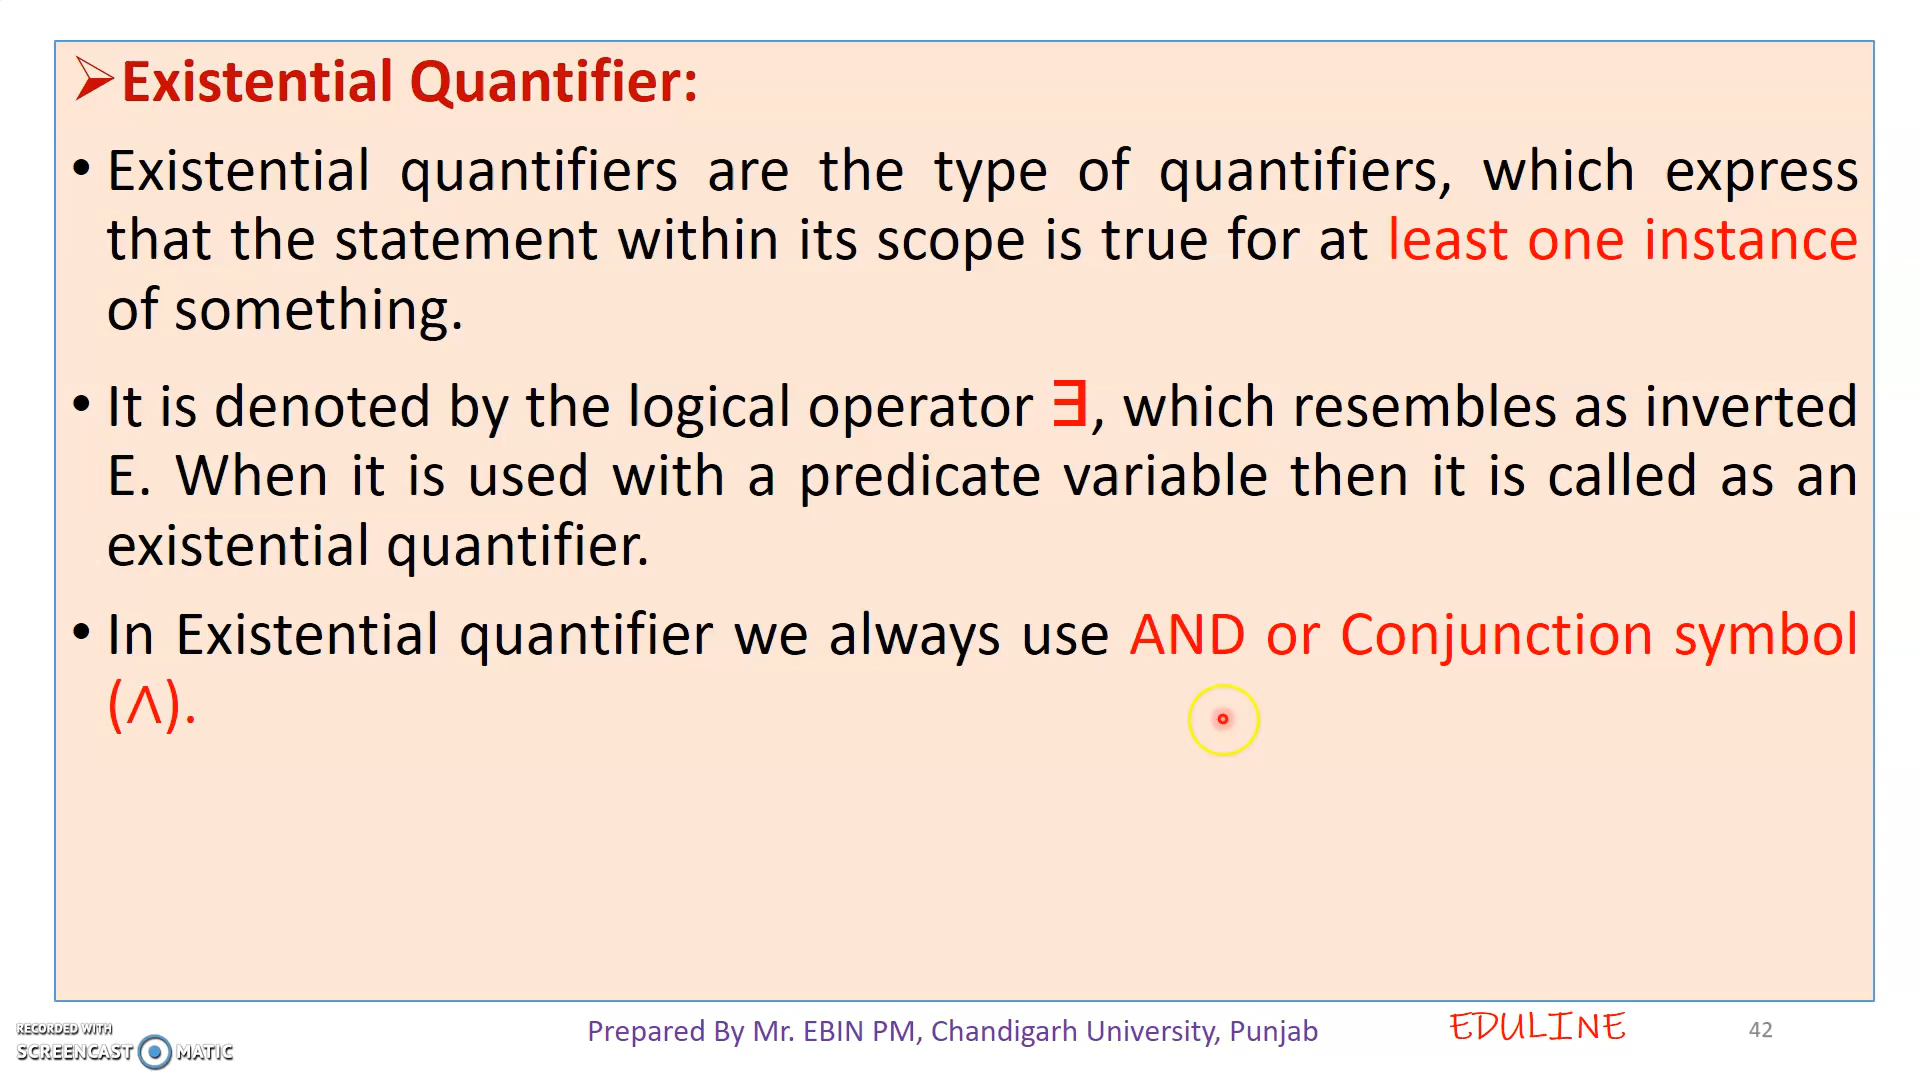 ➢Existential Quantifier:
• Existential quantifiers are the type of quantifiers, which express
that the statement within its scope is true for at least one instance
of something.
• It is denoted by the logical operator ∃, which resembles as inverted
E. When it is used with a predicate variable then it is called as an
existential quantifier.
• In Existential quantifier we always use AND or Conjunction symbol
(∧).
RECORDED WITH
SCREENCAST MATIC
Prepared By Mr. EBIN PM, Chandigarh University, Punjab
EDULINE
42